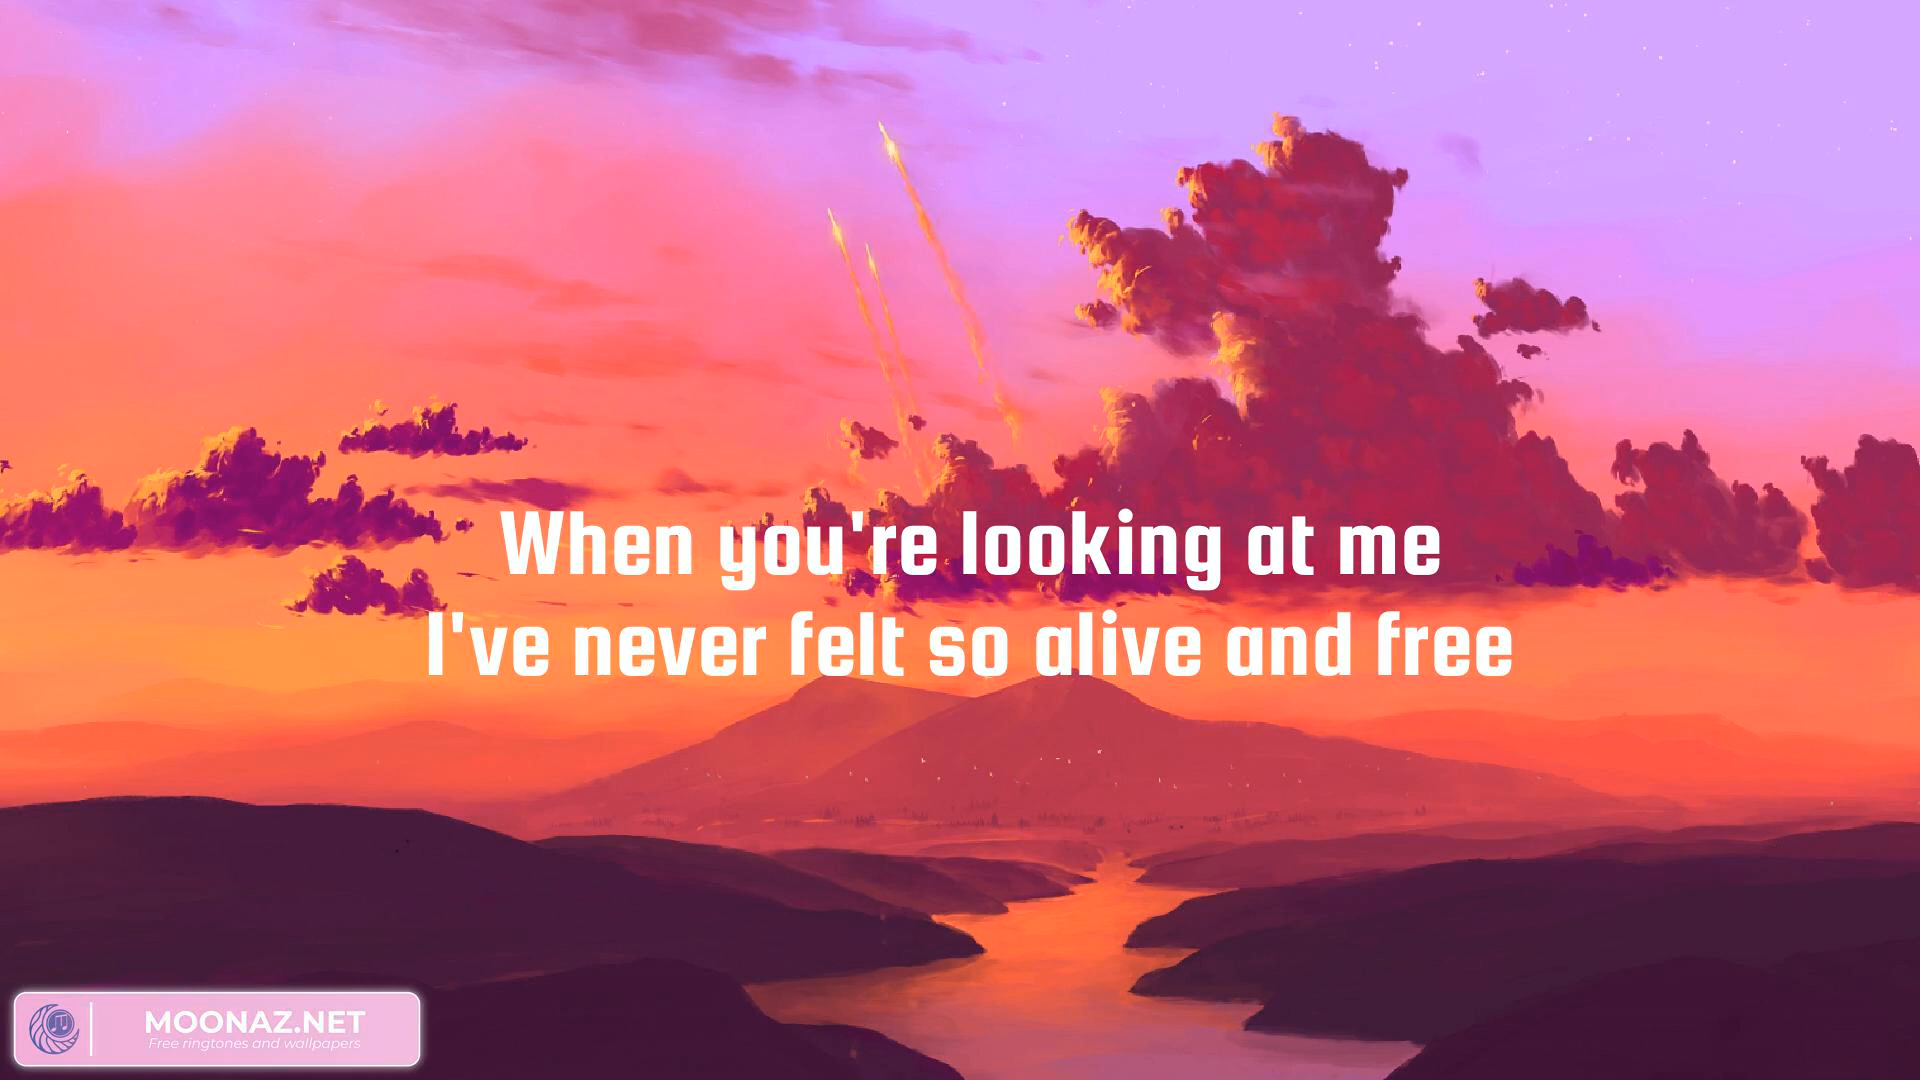 When you're looking at me
I've never felt so alive and free
MOONAZ.NET
Free ringtones and wallpapers